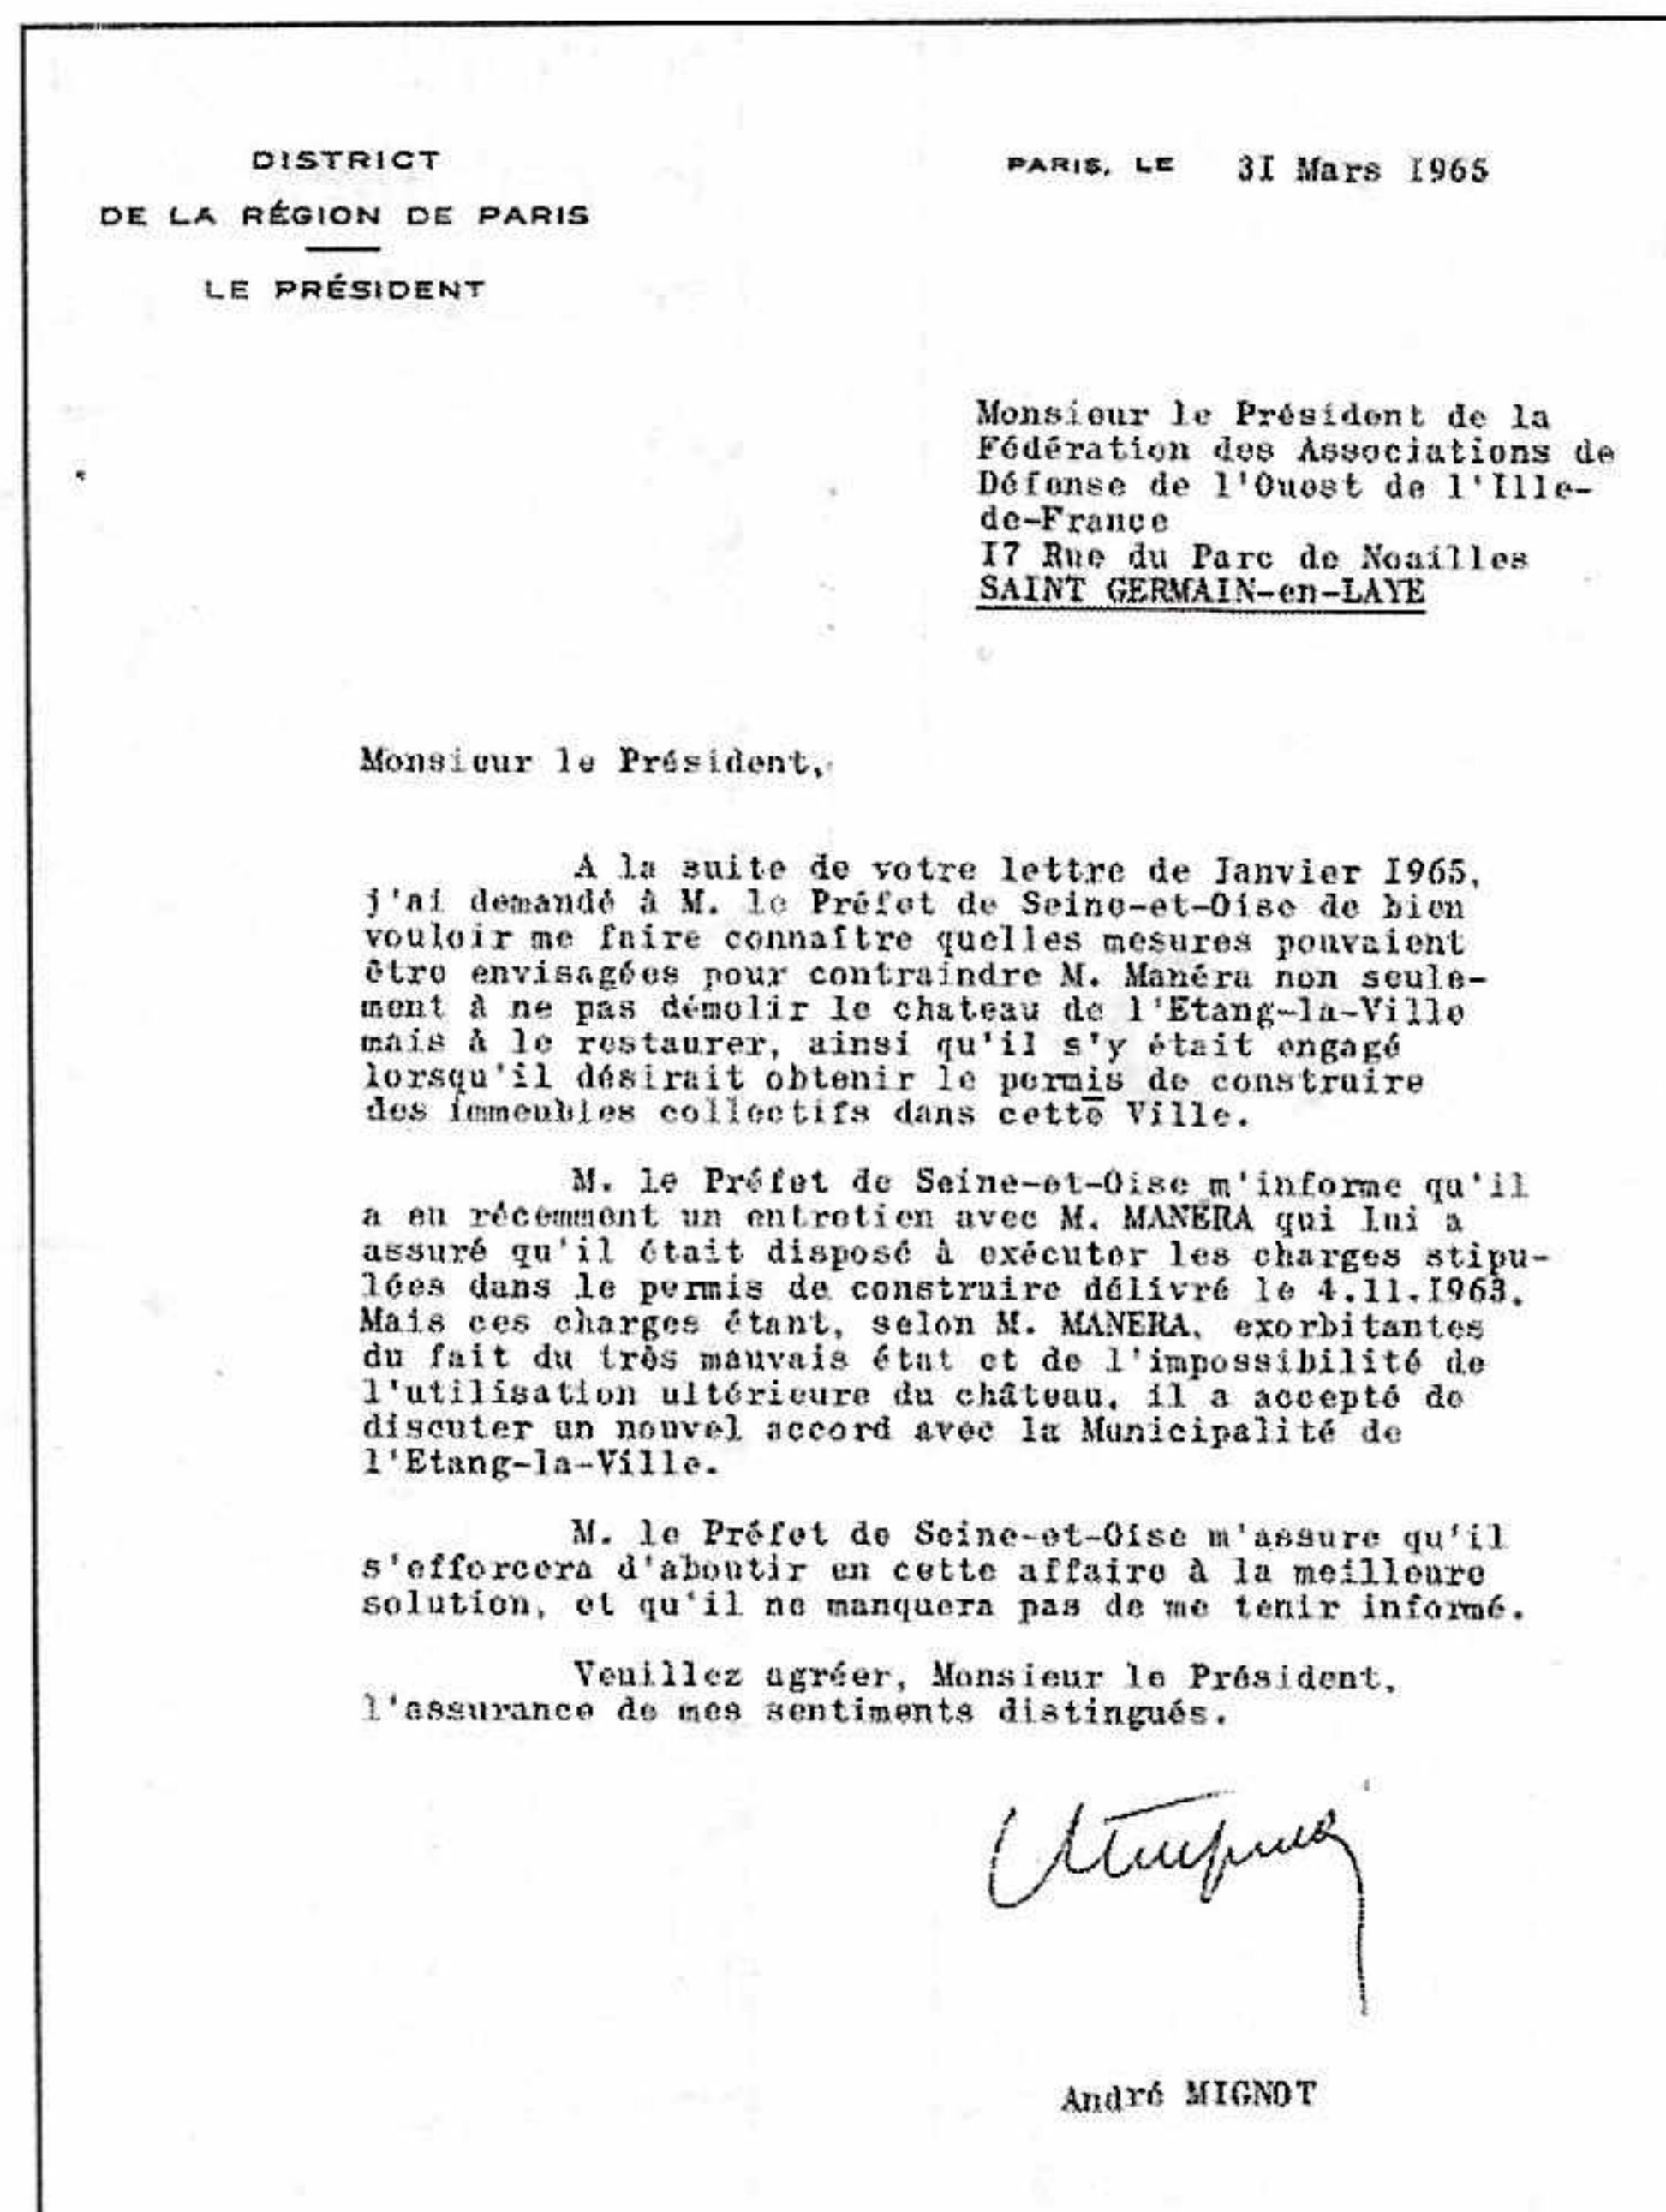 DISTRICT
DE LA RÉGION DE PARIS
LE PRÉSIDENT
PARIS, LE 3I Mars I965
Monsieur le Président de la
Fédération des Associations de
Défense de l'Ouest de l'Ille-
de-France
I7 Rue du Parc de Noailles
SAINT GERMAIN-en-LAYE
Monsieur le Président,
A la suite de votre lettre de Ianvier I965,
j'ai demandé à M. le Préfet de Seine-et-Oise de bien
vouloir me faire connaître quelles mesures pouvaient
être envisagées pour contraindre M. Manéra non seule-
ment à ne pas démolir le chateau de l'Etang-la-Ville
mais à le restaurer, ainsi qu'il s'y était engagé
lorsqu'il désirait obtenir le permis de construire
des immeubles collectifs dans cette Ville.
M. le Préfet de Seine-et-Oise m'informe qu'il
a eu récemment un entretien avec M. MANERA qui lui a
assuré qu'il était disposé à exécuter les charges stipu-
lées dans le permis de construire délivré le 4.11.I963.
Mais ces charges étant, selon M. MANERA, exorbitantes
du fait du très mauvais état et de l'impossibilité de
l'utilisation ultérieure du château, il a accepté de
discuter un nouvel accord avec la Municipalité de
l'Etang-la-Ville.
M. le Préfet de Seine-et-Oise m'assure qu'il
s'efforcera d'aboutir en cette affaire à la meilleure
solution, et qu'il ne manquera pas de me tenir informé.
Veuillez agréer, Monsieur le Président,
l'assurance de mes sentiments distingués.
André MIGNOT